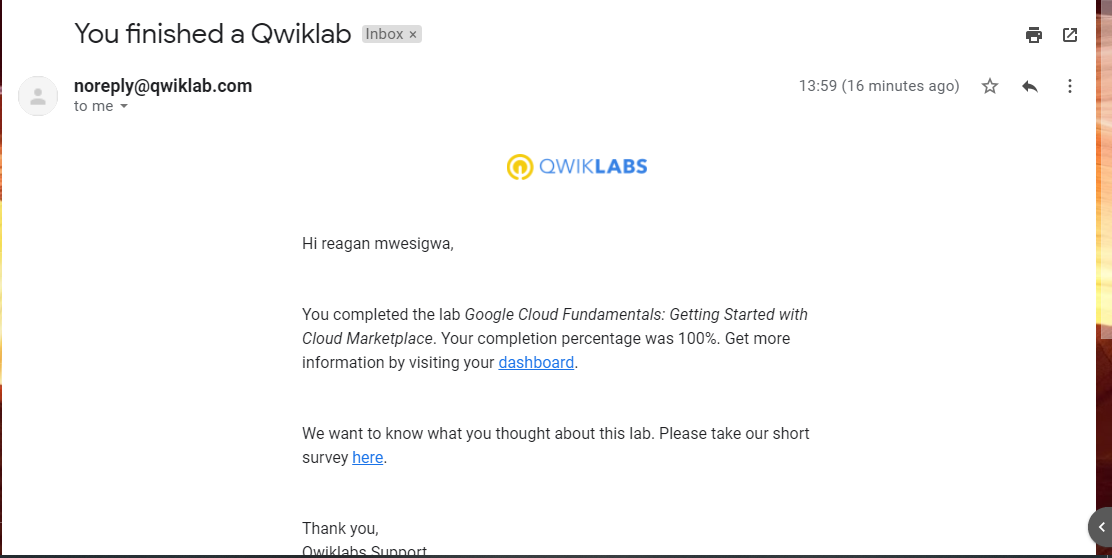 You finished a Qwiklab Inbox ×
noreply@qwiklab.com 13:59 (16 minutes ago)
to me
QWIKLABS
Hi reagan mwesigwa,
You completed the lab Google Cloud Fundamentals: Getting Started with
Cloud Marketplace. Your completion percentage was 100%. Get more
information by visiting your dashboard.
We want to know what you thought about this lab. Please take our short
survey here.
Thank you,
Qwiklabs Support